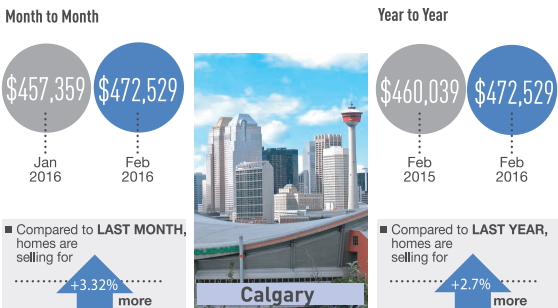 Month to Month
$457,359
$472,529
Jan
2016
Feb
2016
■ Compared to LAST MONTH,
homes are
selling for
+3.32%
more
Calgary
Year to Year
$460,039
$472,529
Feb
2015
Feb
2016
■ Compared to LAST YEAR,
homes are
selling for
+2.7%
more